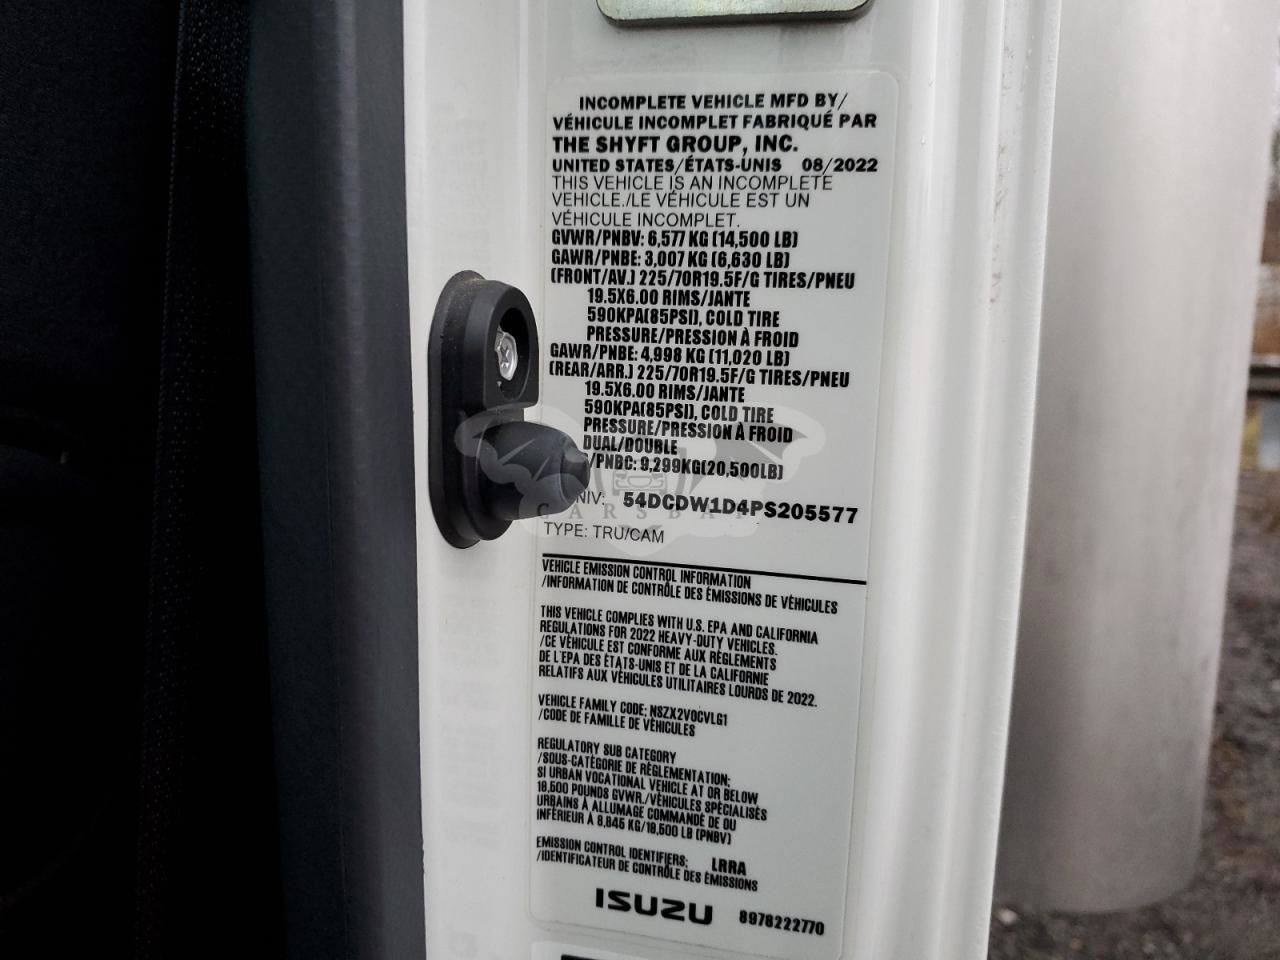 INCOMPLETE VEHICLE MFD BY/
VÉHICULE INCOMPLET FABRIQUÉ PAR
THE SHYFT GROUP, INC.
UNITED STATES/ÉTATS-UNIS 08/2022
THIS VEHICLE IS AN INCOMPLETE
VEHICLE./LE VÉHICULE EST UN
VÉHICULE INCOMPLET.
GVWR/PNBV: 6,577 KG (14,500 LB)
GAWR/PNBE: 3,007 KG (6,630 LB)
(FRONT/AV.) 225/70R19.5F/G TIRES/PNEU
19.5X6.00 RIMS/JANTE
590KPA(85PSI), COLD TIRE
PRESSURE/PRESSION À FROID
GAWR/PNBE: 4,998 KG (11,020 LB)
(REAR/ARR.) 225/70R19.5F/G TIRES/PNEU
19.5X6.00 RIMS/JANTE
590KPA(85PSI), COLD TIRE
PRESSURE/PRESSION À FROID
DUAL/DOUBLE
/PNBC: 9,299KG(20,500LB)
NIV: 54DCDW1D4PS205577
TYPE: TRU/CAM
VEHICLE EMISSION CONTROL INFORMATION
/INFORMATION DE CONTRÔLE DES ÉMISSIONS DE VÉHICULES
THIS VEHICLE COMPLIES WITH U.S. EPA AND CALIFORNIA
REGULATIONS FOR 2022 HEAVY-DUTY VEHICLES.
/CE VÉHICULE EST CONFORME AUX RÈGLEMENTS
DE L'EPA DES ÉTATS-UNIS ET DE LA CALIFORNIE
RELATIFS AUX VÉHICULES UTILITAIRES LOURDS DE 2022.
VEHICLE FAMILY CODE: NSZX2VOCVLG1
/CODE DE FAMILLE DE VÉHICULES
REGULATORY SUB CATEGORY
/SOUS-CATÉGORIE DE RÈGLEMENTATION:
SI URBAN VOCATIONAL VEHICLE AT OR BELOW
19,500 POUNDS GVWR./VÉHICULES SPÉCIALISÉS
URBAINS À ALLUMAGE COMMANDÉ DE OU
INFÉRIEUR À 8,845 KG/19,500 LB (PNBV)
EMISSION CONTROL IDENTIFIERS: LRRA
/IDENTIFICATEUR DE CONTRÔLE DES ÉMISSIONS
ISUZU 8978222770